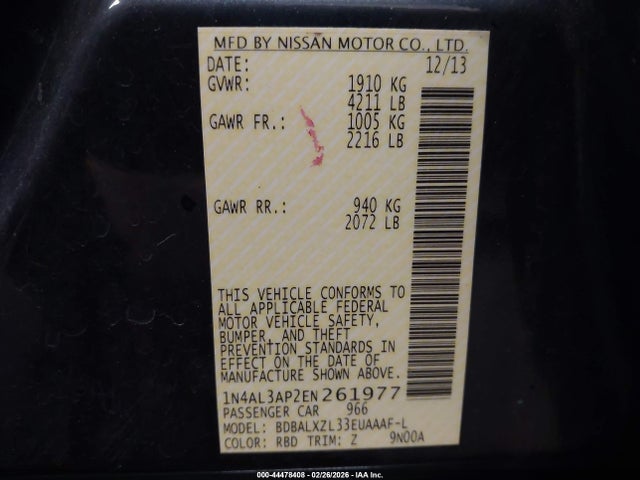 MFD BY NISSAN MOTOR CO., LTD.
DATE: 12/13
GVWR: 1910 KG
4211 LB
GAWR FR.: 1005 KG
2216 LB
GAWR RR.: 940 KG
2072 LB
THIS VEHICLE CONFORMS TO
ALL APPLICABLE FEDERAL
MOTOR VEHICLE SAFETY,
BUMPER, AND THEFT
PREVENTION STANDARDS IN
EFFECT ON THE DATE OF
MANUFACTURE SHOWN ABOVE.
1N4AL3AP2EN261977
PASSENGER CAR 966
MODEL: BDBALXZL33EUAAAF-L
COLOR: RBD TRIM: Z 9N00A
000-44478408 - 02/26/2026 - IAA Inc.